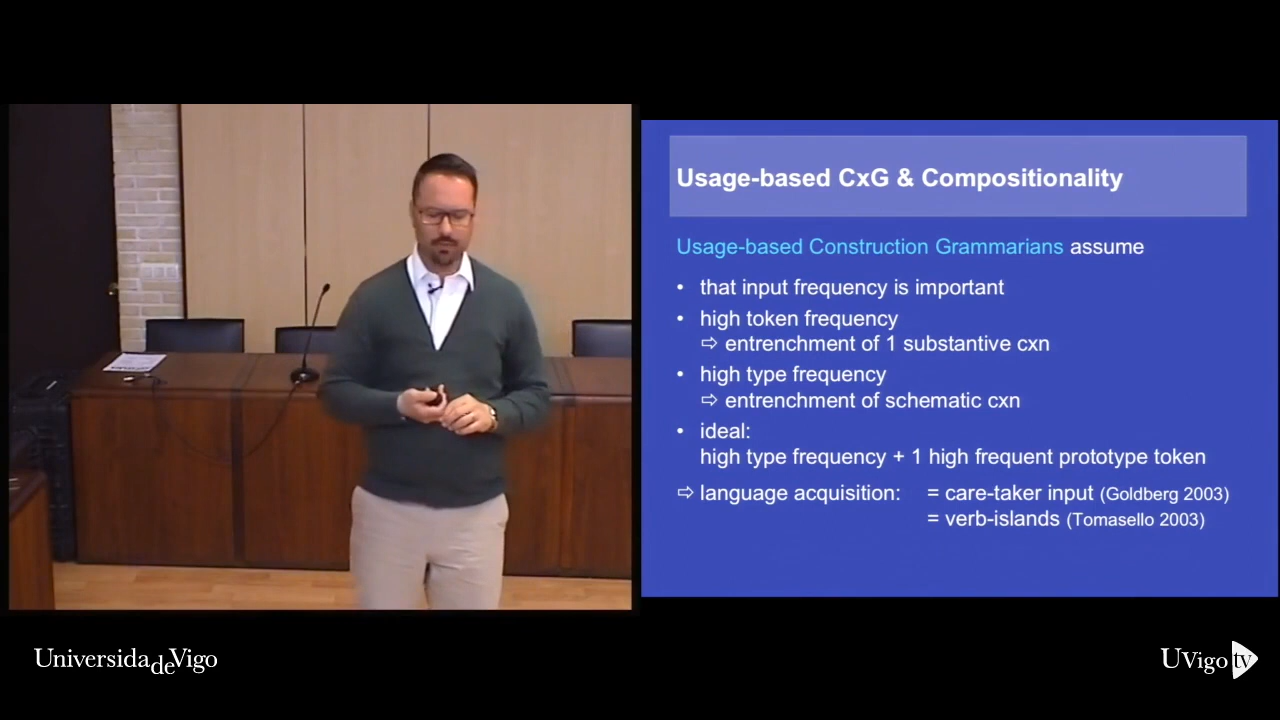 Usage-based CxG & Compositionality
Usage-based Construction Grammarians assume
• that input frequency is important
• high token frequency
⇨ entrenchment of 1 substantive cxn
• high type frequency
⇨ entrenchment of schematic cxn
• ideal:
high type frequency + 1 high frequent prototype token
⇨ language acquisition: = care-taker input (Goldberg 2003)
= verb-islands (Tomasello 2003)
UniversidadeVigo
UVigo tv